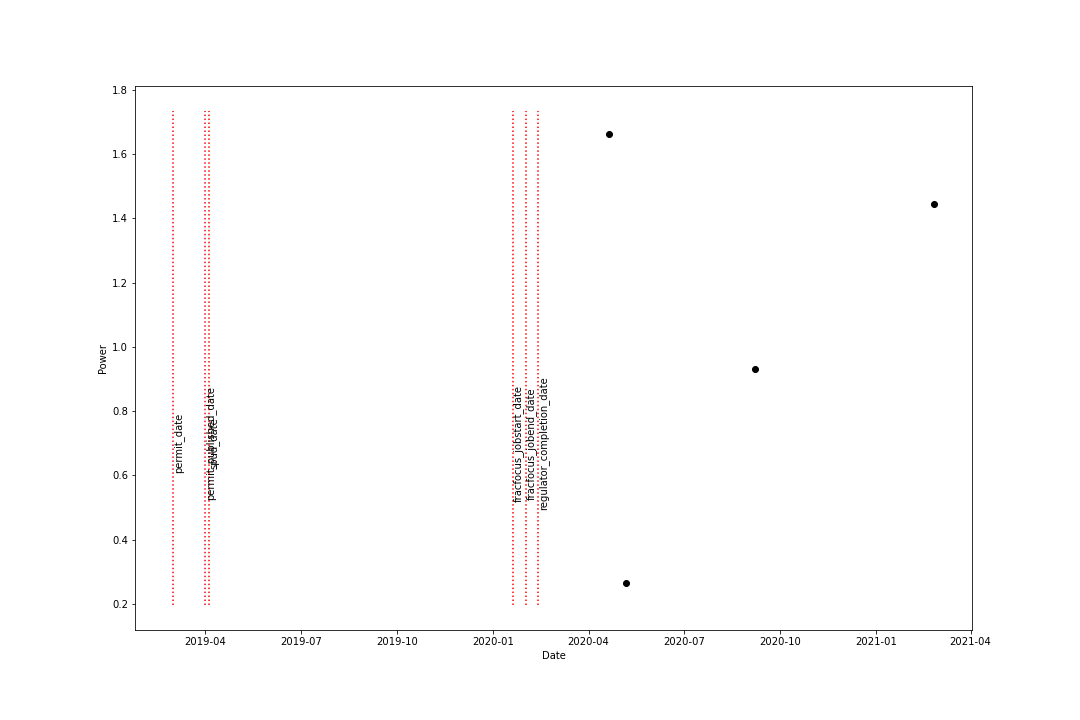 1.8
1.6
1.4
1.2
1.0
0.8
0.6
0.4
0.2
Power
permit_date
permit_published_date
spud_date
fracfocus_jobstart_date
fracfocus_jobend_date
regulator_completion_date
2019-04
2019-07
2019-10
2020-01
2020-04
2020-07
2020-10
2021-01
2021-04
Date